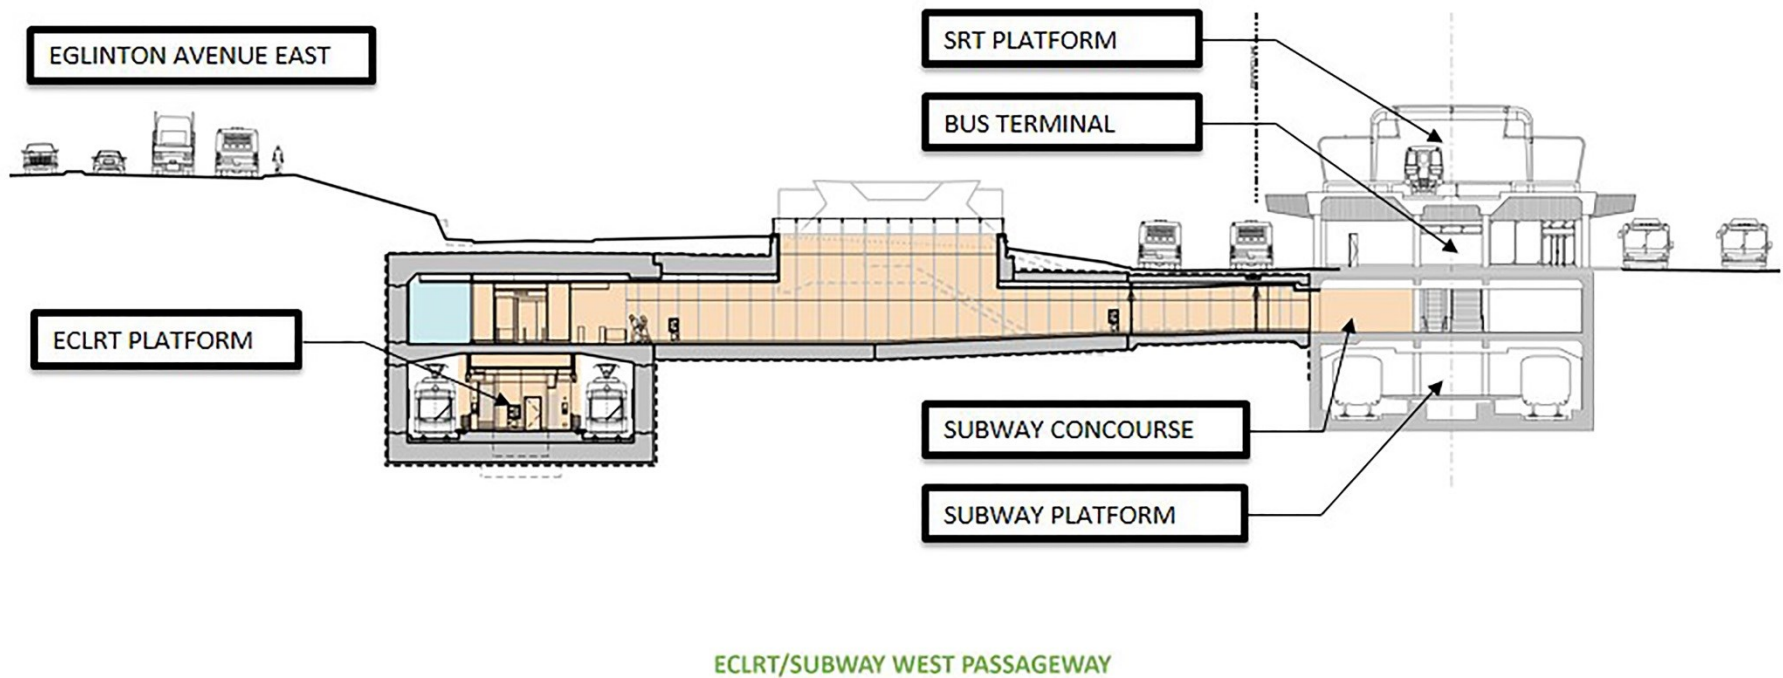 EGLINTON AVENUE EAST
SRT PLATFORM
BUS TERMINAL
ECLRT PLATFORM
SUBWAY CONCOURSE
SUBWAY PLATFORM
ECLRT/SUBWAY WEST PASSAGEWAY